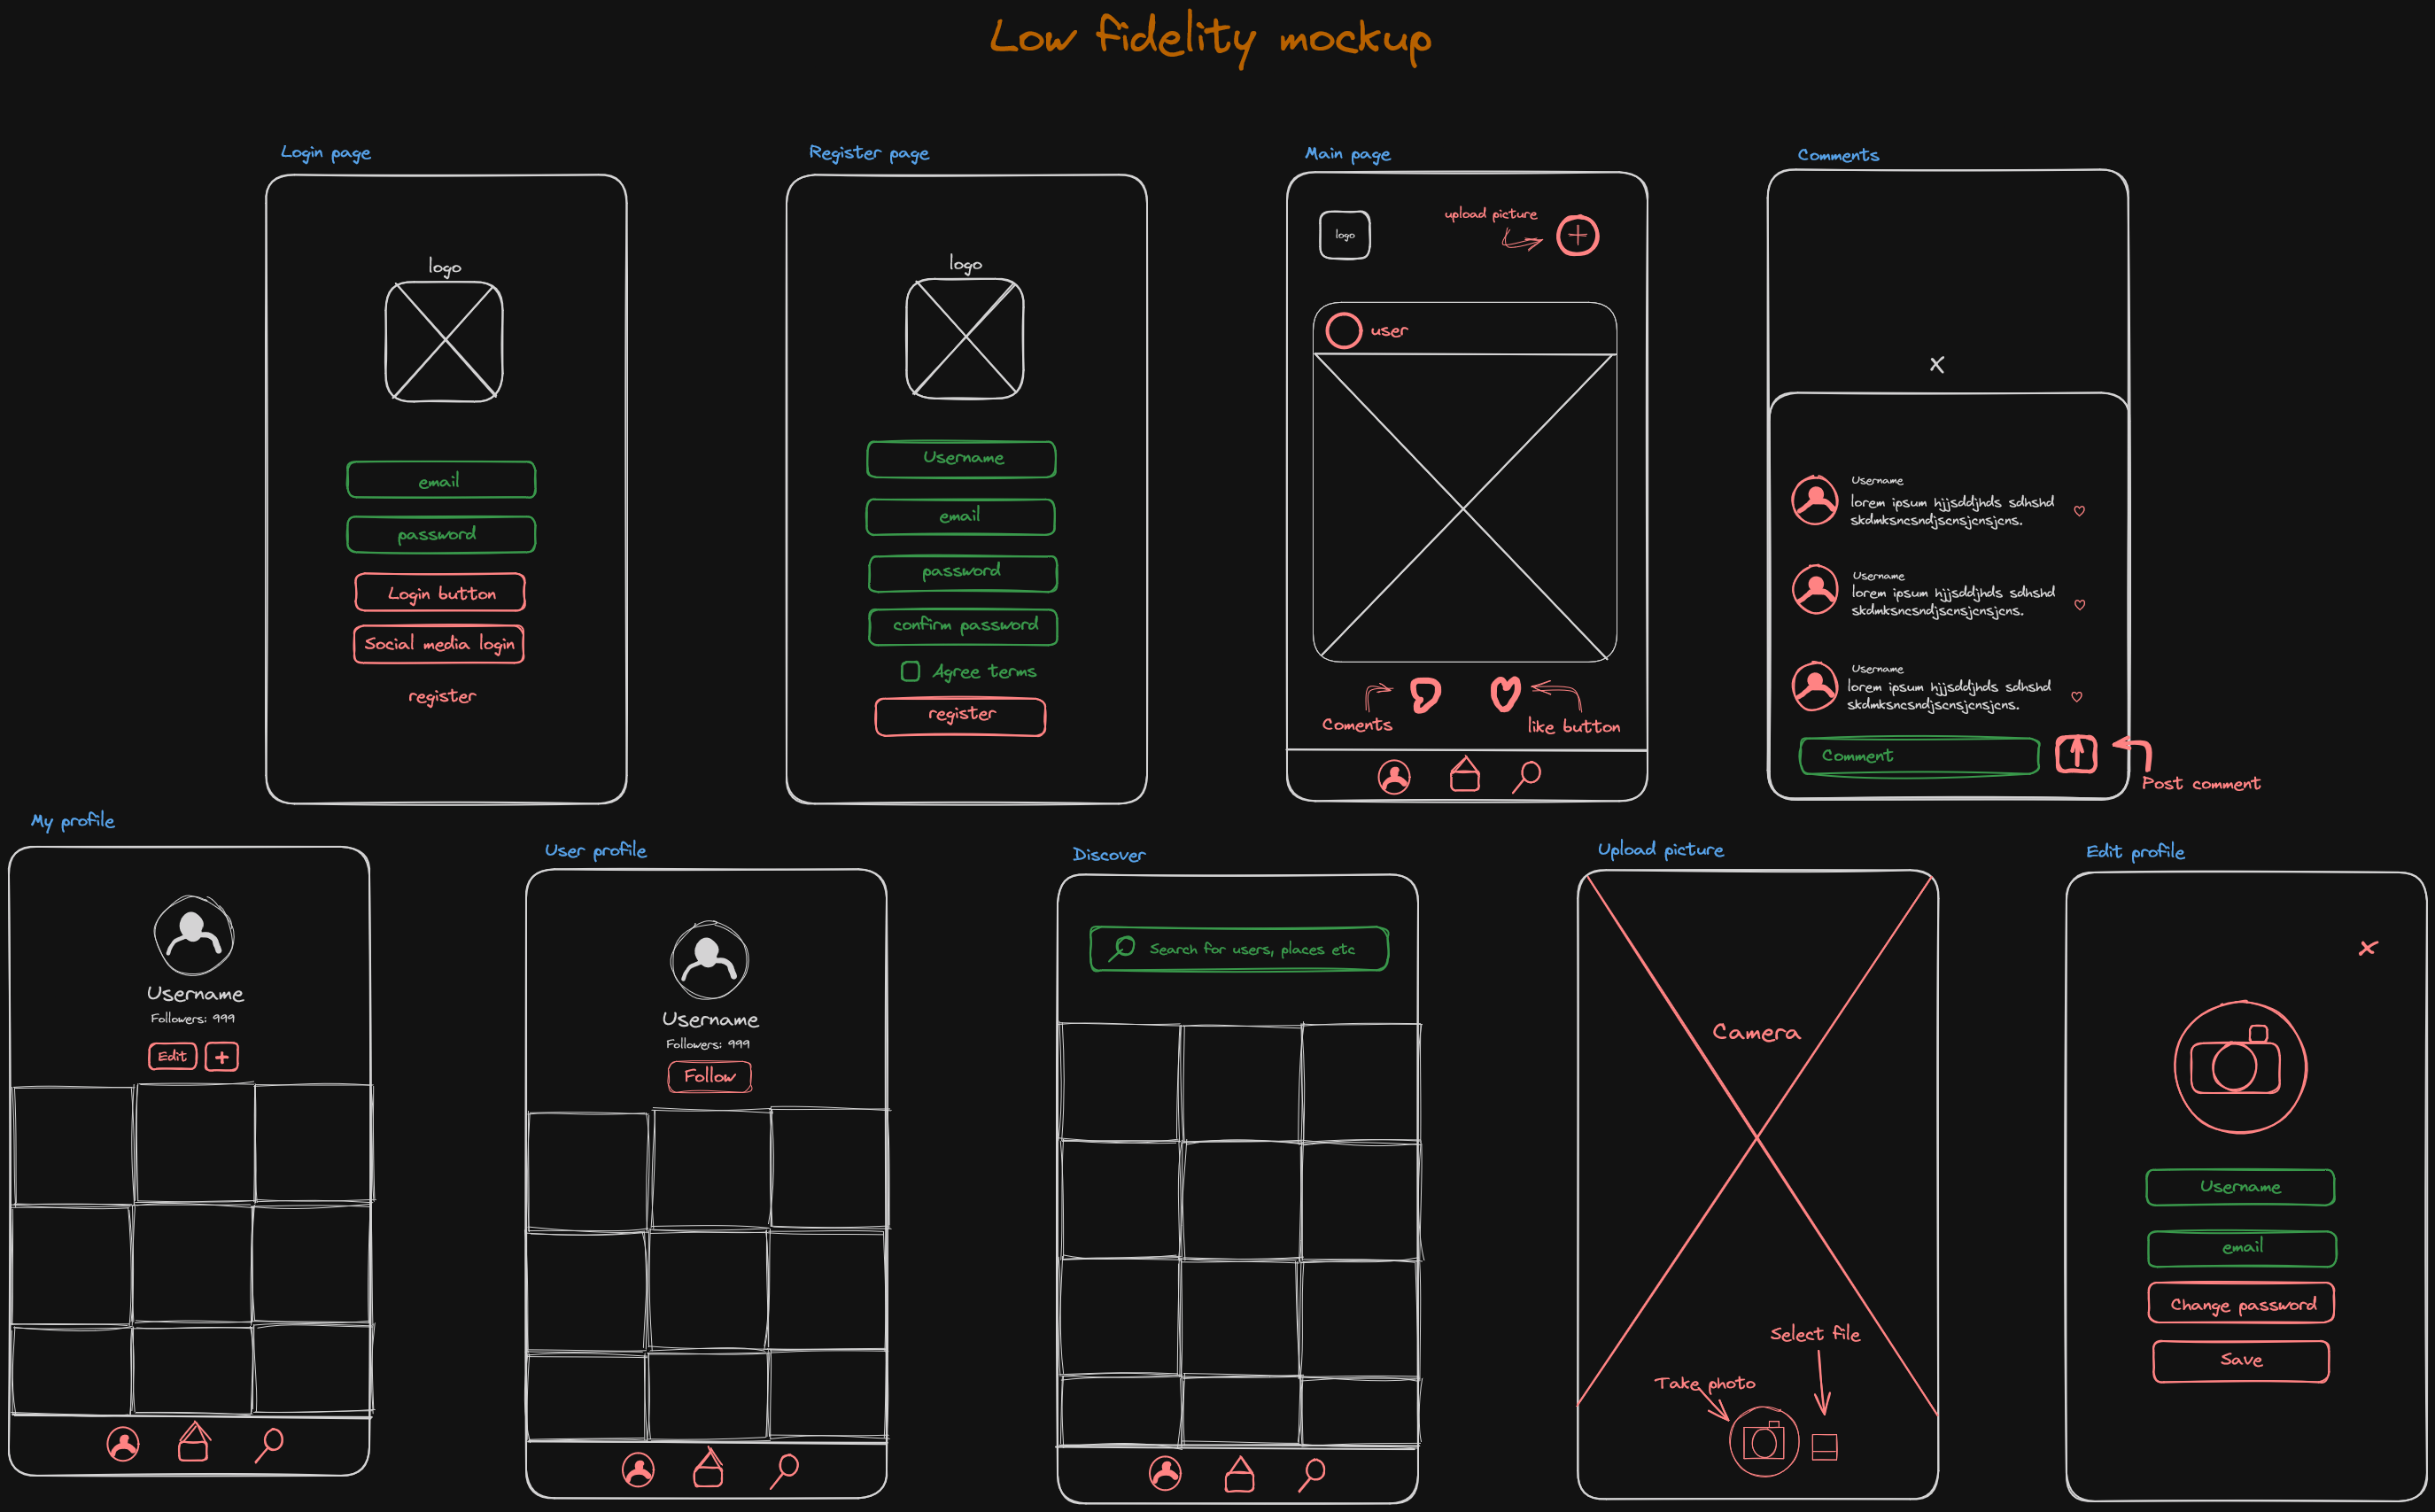 Low fidelity mockup
Login page
logo
email
password
Login button
Social media login
register
Register page
logo
Username
email
password
confirm password
Agree terms
register
Main page
logo
upload picture
user
Coments
like button
Comments
x
Username
lorem ipsum hjjsddjhds sdhshd
skdmksncsndjscnsjcnsjcns.
Username
lorem ipsum hjjsddjhds sdhshd
skdmksncsndjscnsjcnsjcns.
Username
lorem ipsum hjjsddjhds sdhshd
skdmksncsndjscnsjcnsjcns.
Comment
Post comment
My profile
Username
Followers: 999
Edit +
User profile
Username
Followers: 999
Follow
Discover
Search for users, places etc
Upload picture
Camera
Select file
Take photo
Edit profile
x
Username
email
Change password
Save